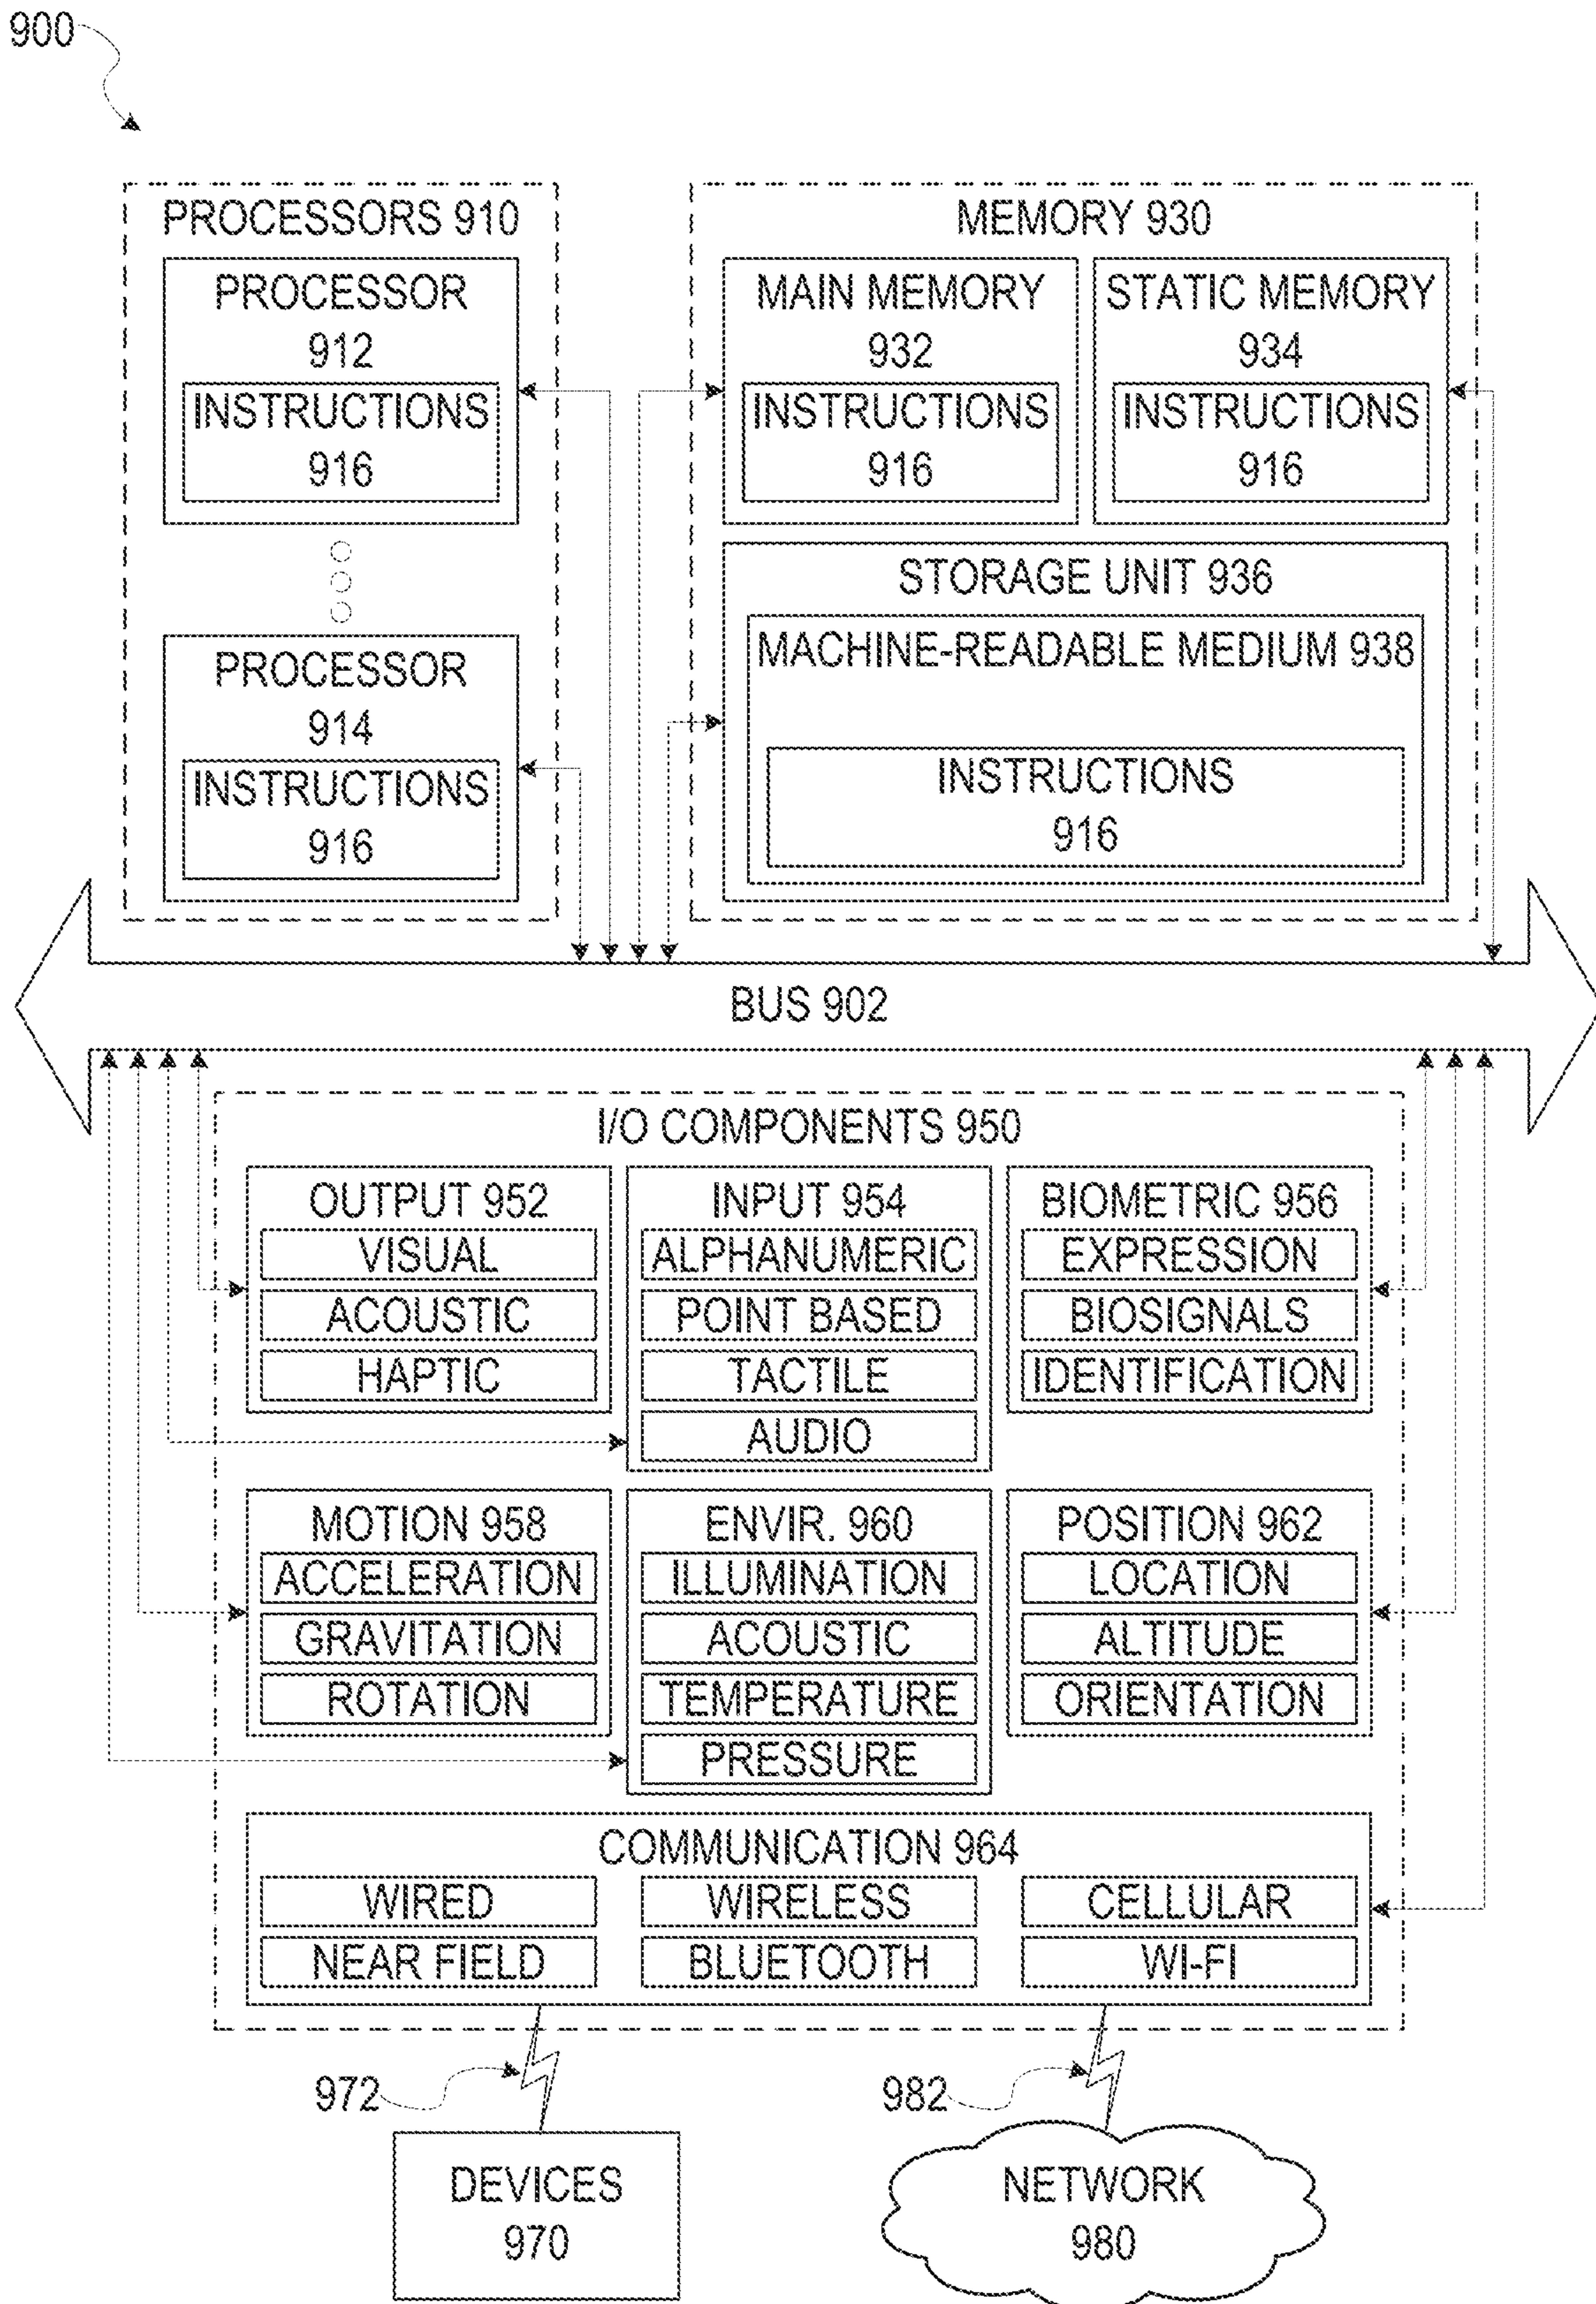 900
PROCESSORS 910
PROCESSOR
912
INSTRUCTIONS
916
PROCESSOR
914
INSTRUCTIONS
916
MEMORY 930
MAIN MEMORY
932
INSTRUCTIONS
916
STATIC MEMORY
934
INSTRUCTIONS
916
STORAGE UNIT 936
MACHINE-READABLE MEDIUM 938
INSTRUCTIONS
916
BUS 902
I/O COMPONENTS 950
OUTPUT 952
VISUAL
ACOUSTIC
HAPTIC
INPUT 954
ALPHANUMERIC
POINT BASED
TACTILE
AUDIO
BIOMETRIC 956
EXPRESSION
BIOSIGNALS
IDENTIFICATION
MOTION 958
ACCELERATION
GRAVITATION
ROTATION
ENVIR. 960
ILLUMINATION
ACOUSTIC
TEMPERATURE
PRESSURE
POSITION 962
LOCATION
ALTITUDE
ORIENTATION
COMMUNICATION 964
WIRED
WIRELESS
CELLULAR
NEAR FIELD
BLUETOOTH
WI-FI
972
982
DEVICES
970
NETWORK
980